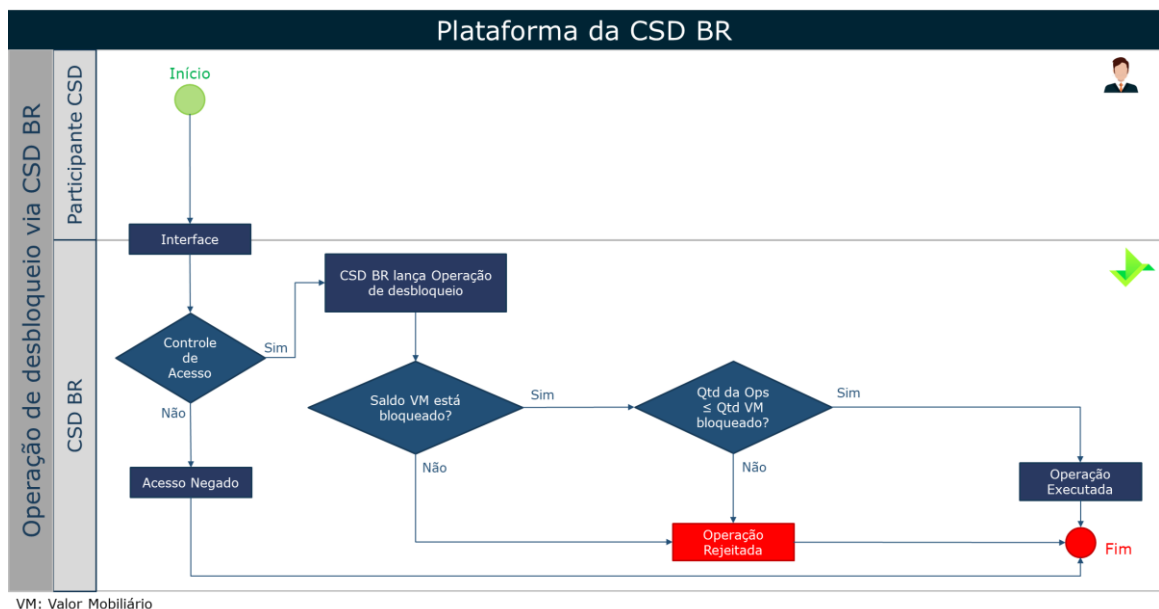 Plataforma da CSD BR
Operação de desbloqueio via CSD BR
Participante CSD
Início
Interface
CSD BR
CSD BR lança Operação
de desbloqueio
Controle
de
Acesso
Sim
Não
Saldo VM está
bloqueado?
Sim
Não
Qtd da Ops
≤ Qtd VM
bloqueado?
Sim
Não
Acesso Negado
Operação
Executada
Operação
Rejeitada
Fim
VM: Valor Mobiliário